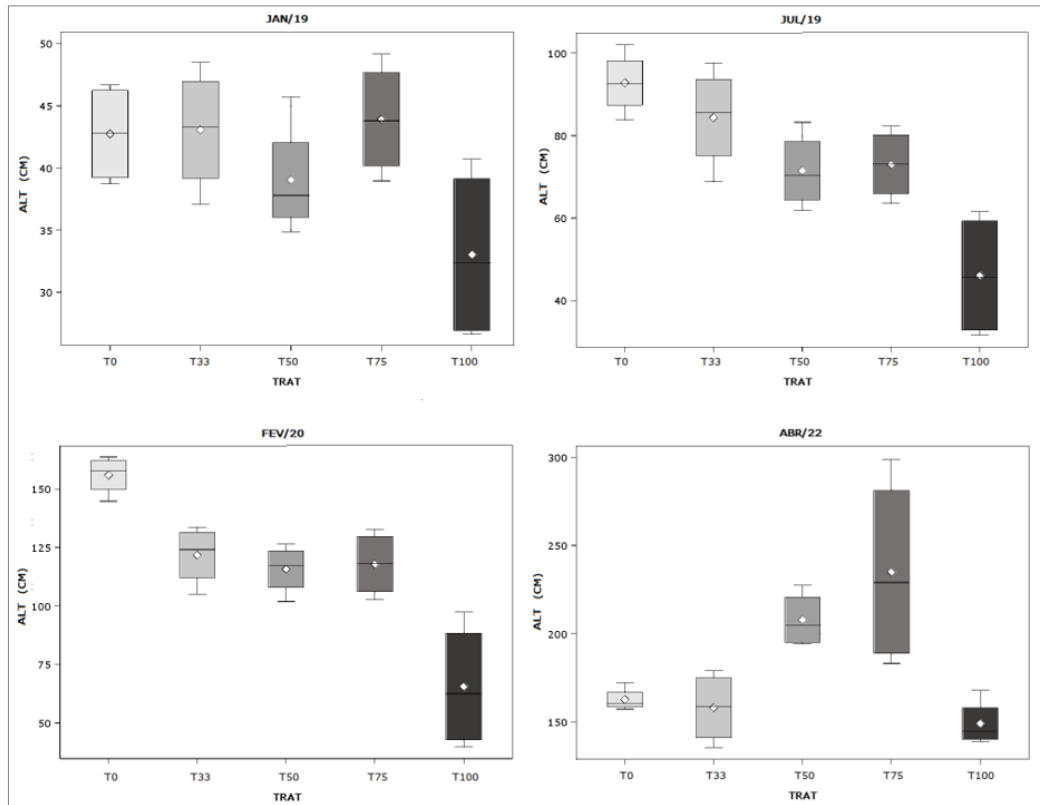 JAN/19
50
45
40
35
30
ALT (CM)
T0 T33 T50 T75 T100
TRAT
JUL/19
100
80
60
40
ALT (CM)
T0 T33 T50 T75 T100
TRAT
FEV/20
150
125
100
75
50
ALT (CM)
T0 T33 T50 T75 T100
TRAT
ABR/22
300
250
200
150
ALT (CM)
T0 T33 T50 T75 T100
TRAT